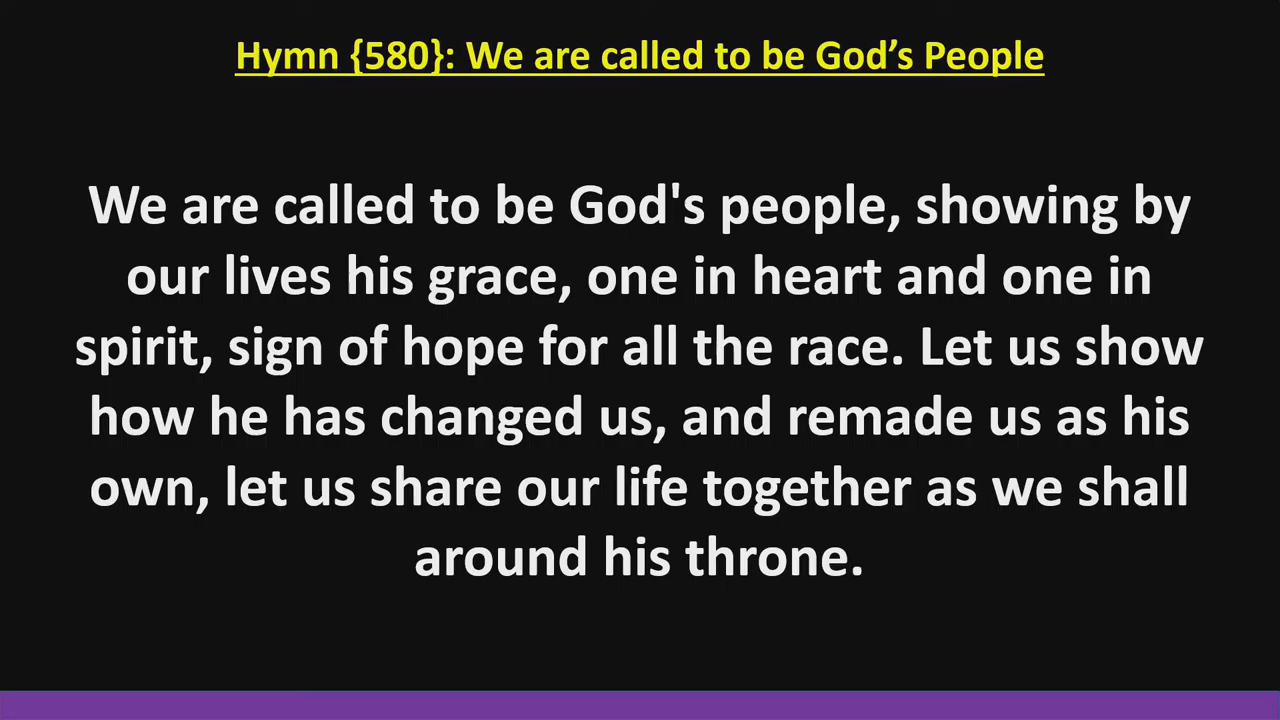 Hymn {580}: We are called to be God’s People
We are called to be God's people, showing by
our lives his grace, one in heart and one in
spirit, sign of hope for all the race. Let us show
how he has changed us, and remade us as his
own, let us share our life together as we shall
around his throne.